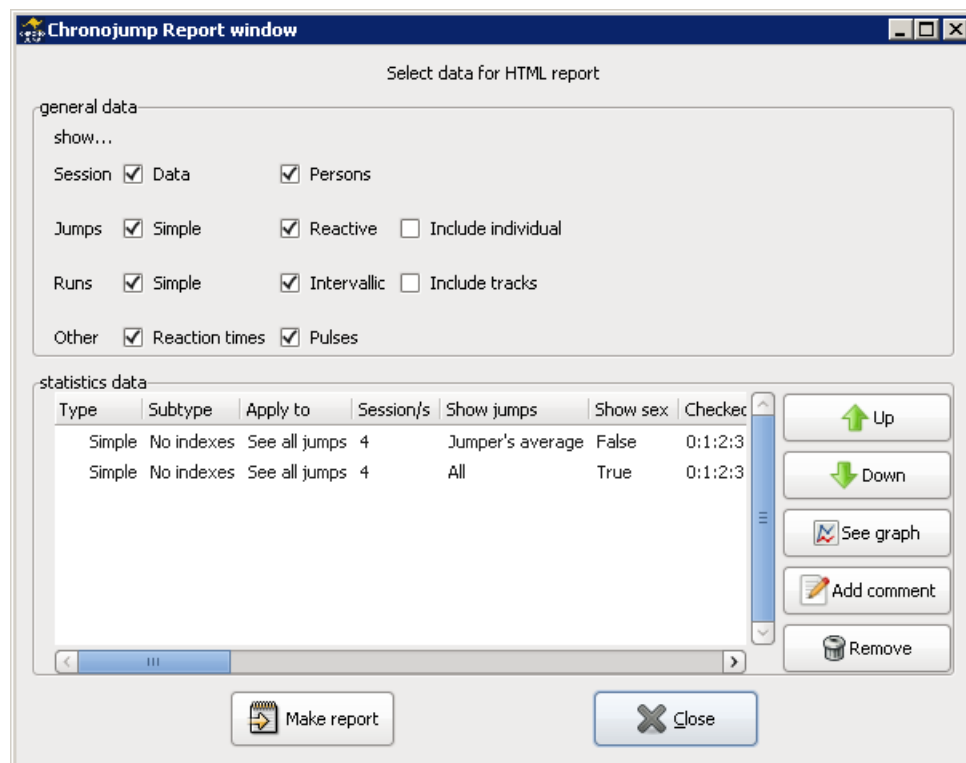 Chronojump Report window
Select data for HTML report
general data
show...
Session Data Persons
Jumps Simple Reactive Include individual
Runs Simple Intervallic Include tracks
Other Reaction times Pulses
statistics data
Type Subtype Apply to Session/s Show jumps Show sex Checked
Simple No indexes See all jumps 4 Jumper's average False 0:1:2:3
Simple No indexes See all jumps 4 All True 0:1:2:3
Up
Down
See graph
Add comment
Remove
Make report Close